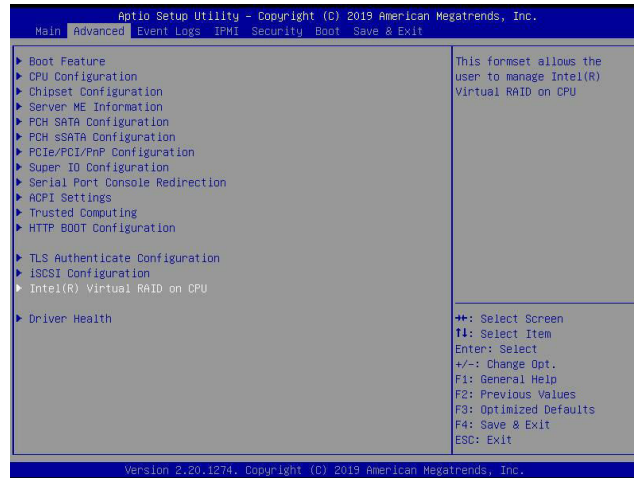 Aptio Setup Utility – Copyright (C) 2019 American Megatrends, Inc.
Main Advanced Event Logs IPMI Security Boot Save & Exit
Boot Feature
CPU Configuration
Chipset Configuration
Server ME Information
PCH SATA Configuration
PCH sSATA Configuration
PCIe/PCI/PnP Configuration
Super IO Configuration
Serial Port Console Redirection
ACPI Settings
Trusted Computing
HTTP BOOT Configuration
TLS Authenticate Configuration
iSCSI Configuration
Intel(R) Virtual RAID on CPU
Driver Health
This formset allows the
user to manage Intel(R)
Virtual RAID on CPU
→←: Select Screen
↑↓: Select Item
Enter: Select
+/-: Change Opt.
F1: General Help
F2: Previous Values
F3: Optimized Defaults
F4: Save & Exit
ESC: Exit
Version 2.20.1274. Copyright (C) 2019 American Megatrends, Inc.